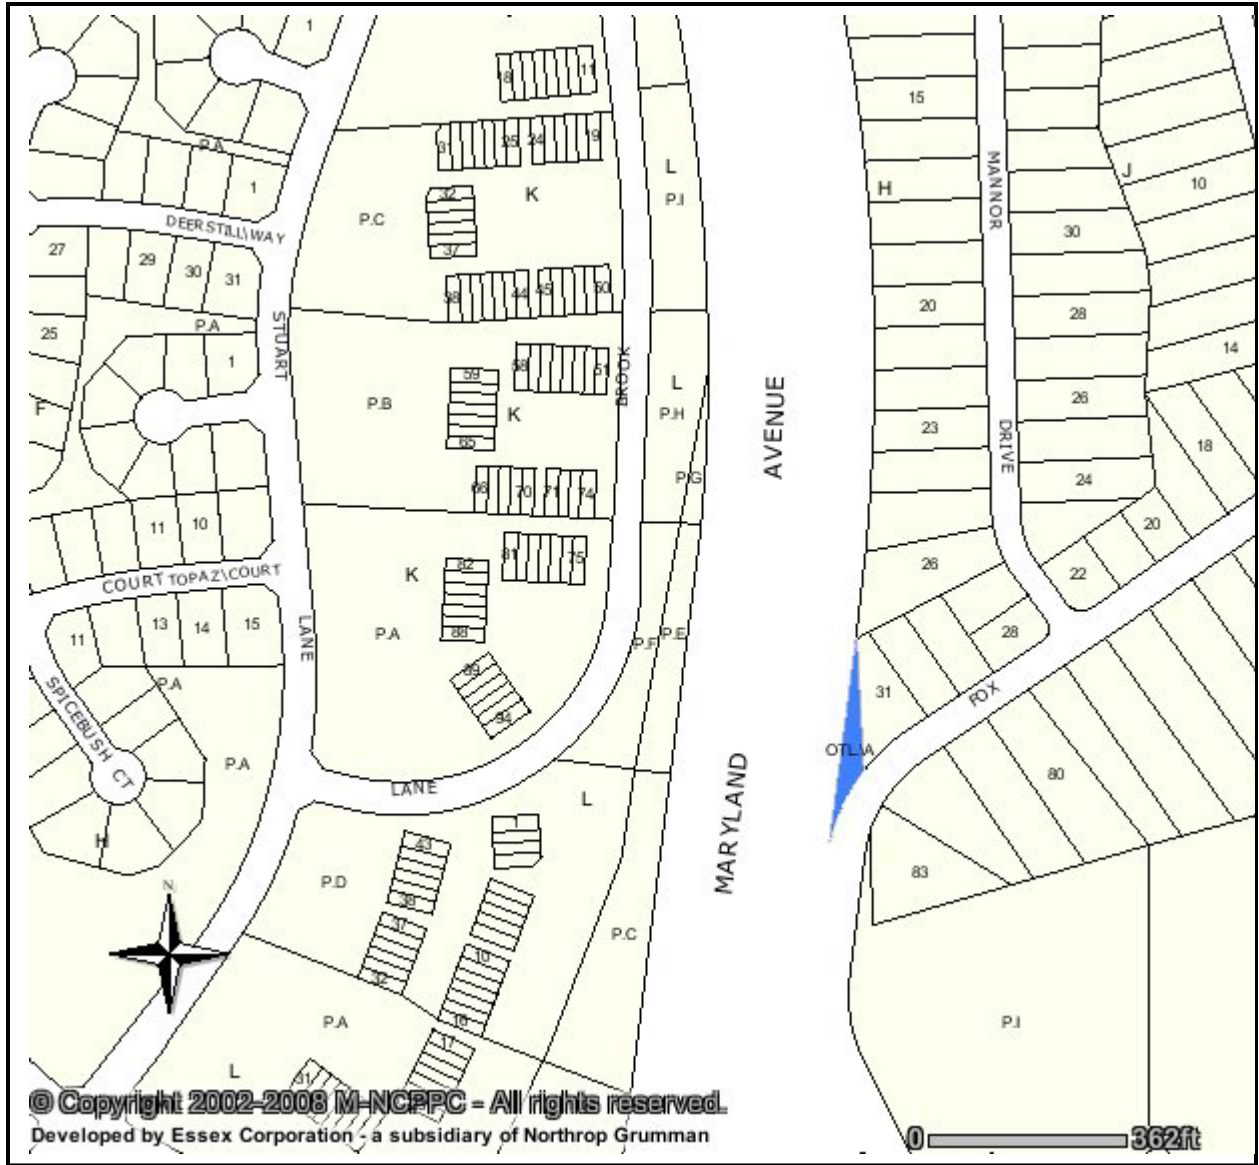 1
18 11
15
31 25 24 19
P.A
L
MANNOR
J
H
10
1
32
K
P.I
P.C
DEERSTILL\WAY
37
30
27
29
30
31
38 44 45 50
20
28
STUART
P.A
25
1
59
58 51
BROOK
14
L
AVENUE
P.B
26
F
K
P.H
23
65
DRIVE
18
P.G
24
66 70 71 74
11 10
20
81 75
82
K
26
22
COURT TOPAZ\COURT
11
13 14 15
LANE
88
P.A
P.F P.E
28
89
P.A
31
SPICEBUSH CT
94
FOX
OTL\A
P.A
LANE
80
L
MARYLAND
1
43
H
P.D
38
83
N
37
P.C
10
32
P.A
16
P.I
17
L
31
© Copyright 2002-2008 M-NCPPC - All rights reserved.
Developed by Essex Corporation - a subsidiary of Northrop Grumman
0 362ft